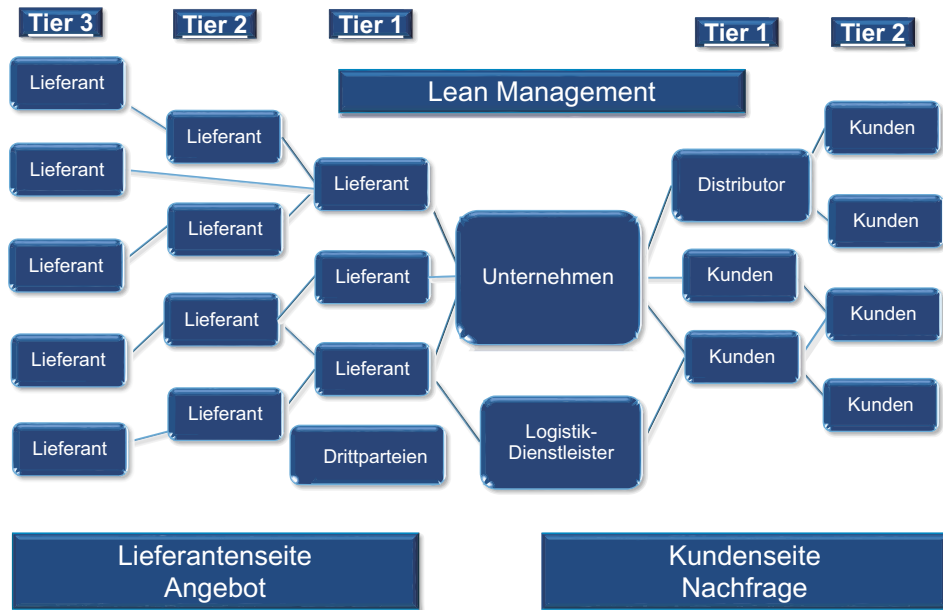 Tier 3
Tier 2
Tier 1
Tier 1
Tier 2
Lean Management
Lieferant
Lieferant
Lieferant
Lieferant
Lieferant
Lieferant
Lieferant
Lieferant
Lieferant
Lieferant
Lieferant
Lieferant
Drittparteien
Unternehmen
Logistik-
Dienstleister
Distributor
Kunden
Kunden
Kunden
Kunden
Kunden
Kunden
Lieferantenseite
Angebot
Kundenseite
Nachfrage